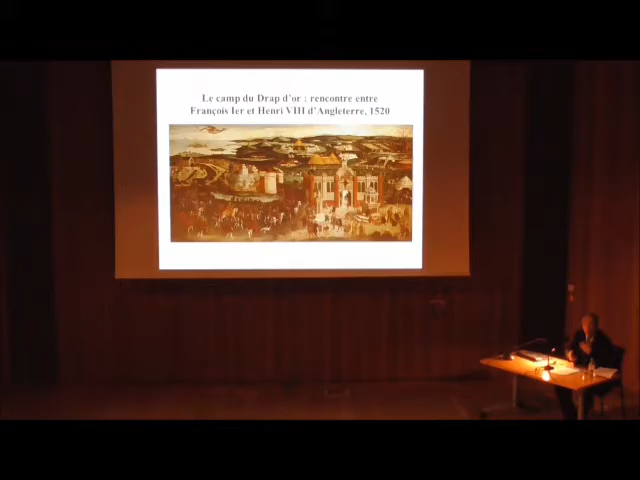 Le camp du Drap d'or : rencontre entre
François Ier et Henri VIII d'Angleterre, 1520